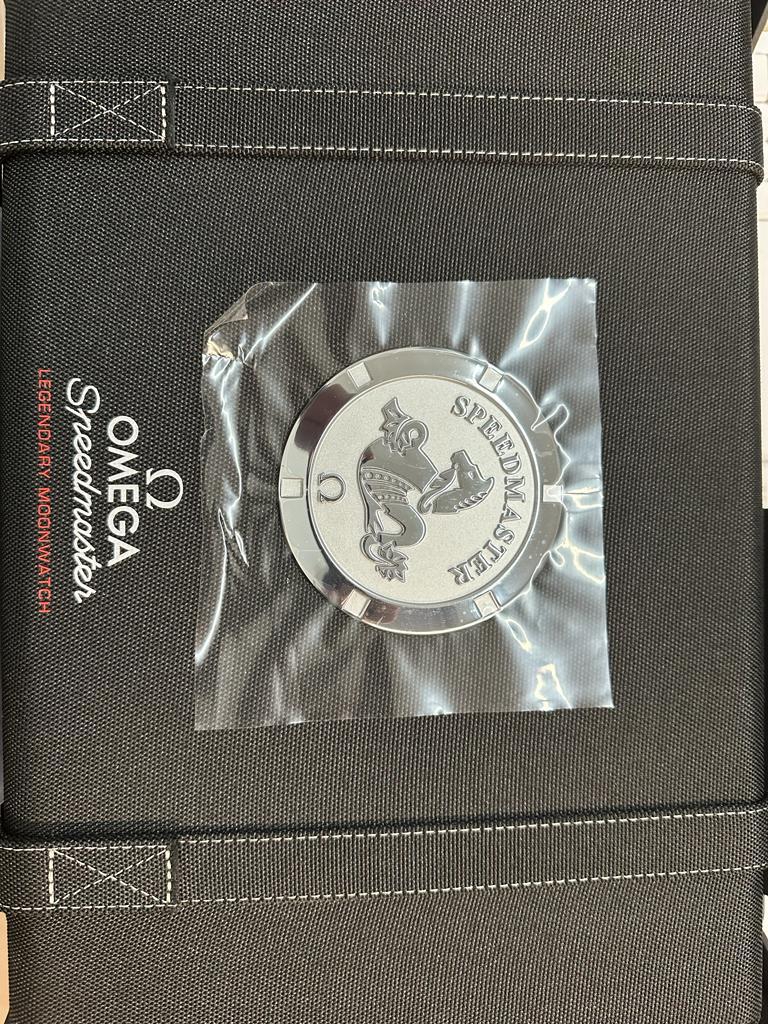 SPEEDMASTER
Ω
Ω
OMEGA
Speedmaster
LEGENDARY MOONWATCH